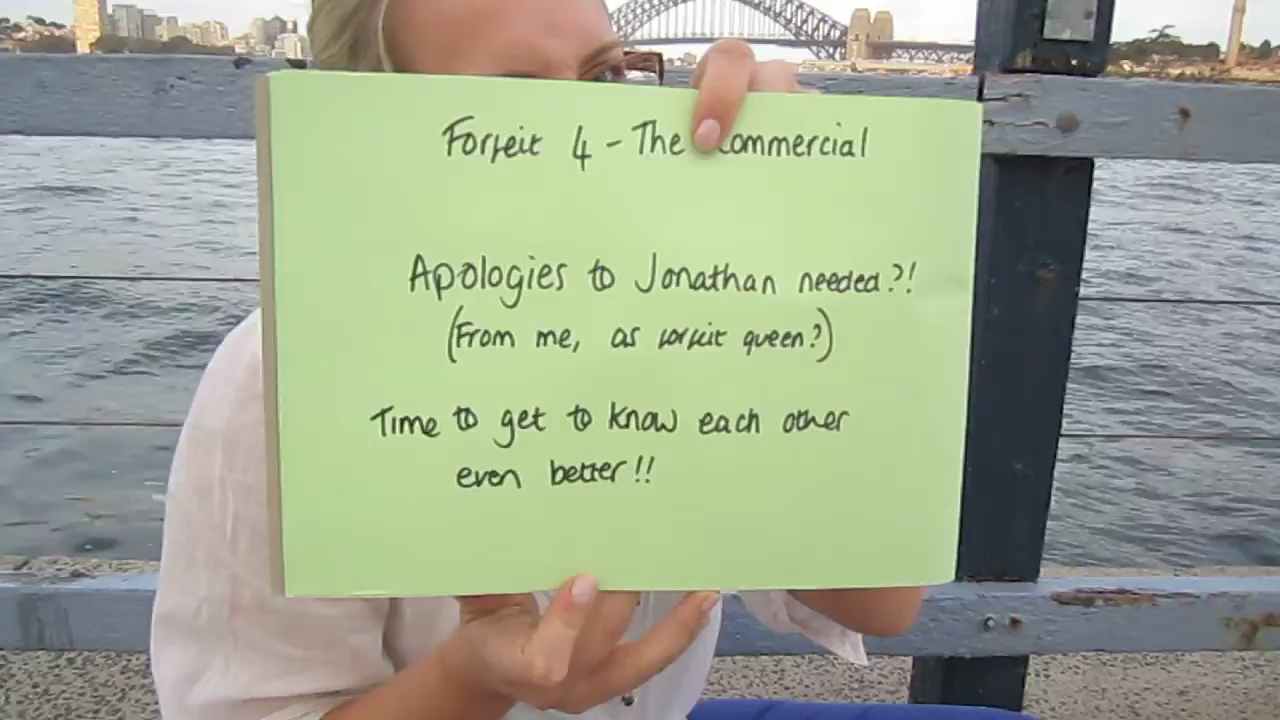 Forfeit 4 - The Commercial
Apologies to Jonathan needed?!
(From me, as forfeit queen?)
Time to get to know each other
even better!!